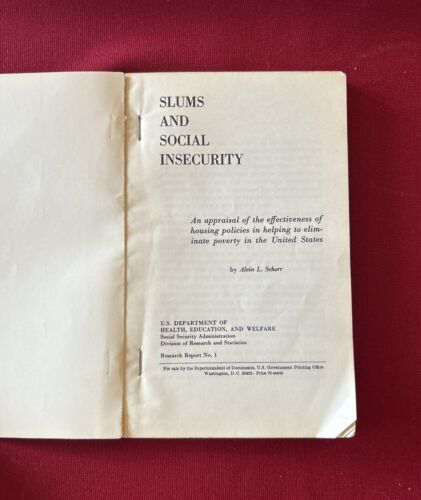 SLUMS
AND
SOCIAL
INSECURITY
An appraisal of the effectiveness of
housing policies in helping to elim-
inate poverty in the United States
by Alvin L. Schorr
U.S. DEPARTMENT OF
HEALTH, EDUCATION, AND WELFARE
Social Security Administration
Division of Research and Statistics
Research Report No. 1
For sale by the Superintendent of Documents, U.S. Government Printing Office
Washington, D.C. 20402 - Price 75 cents